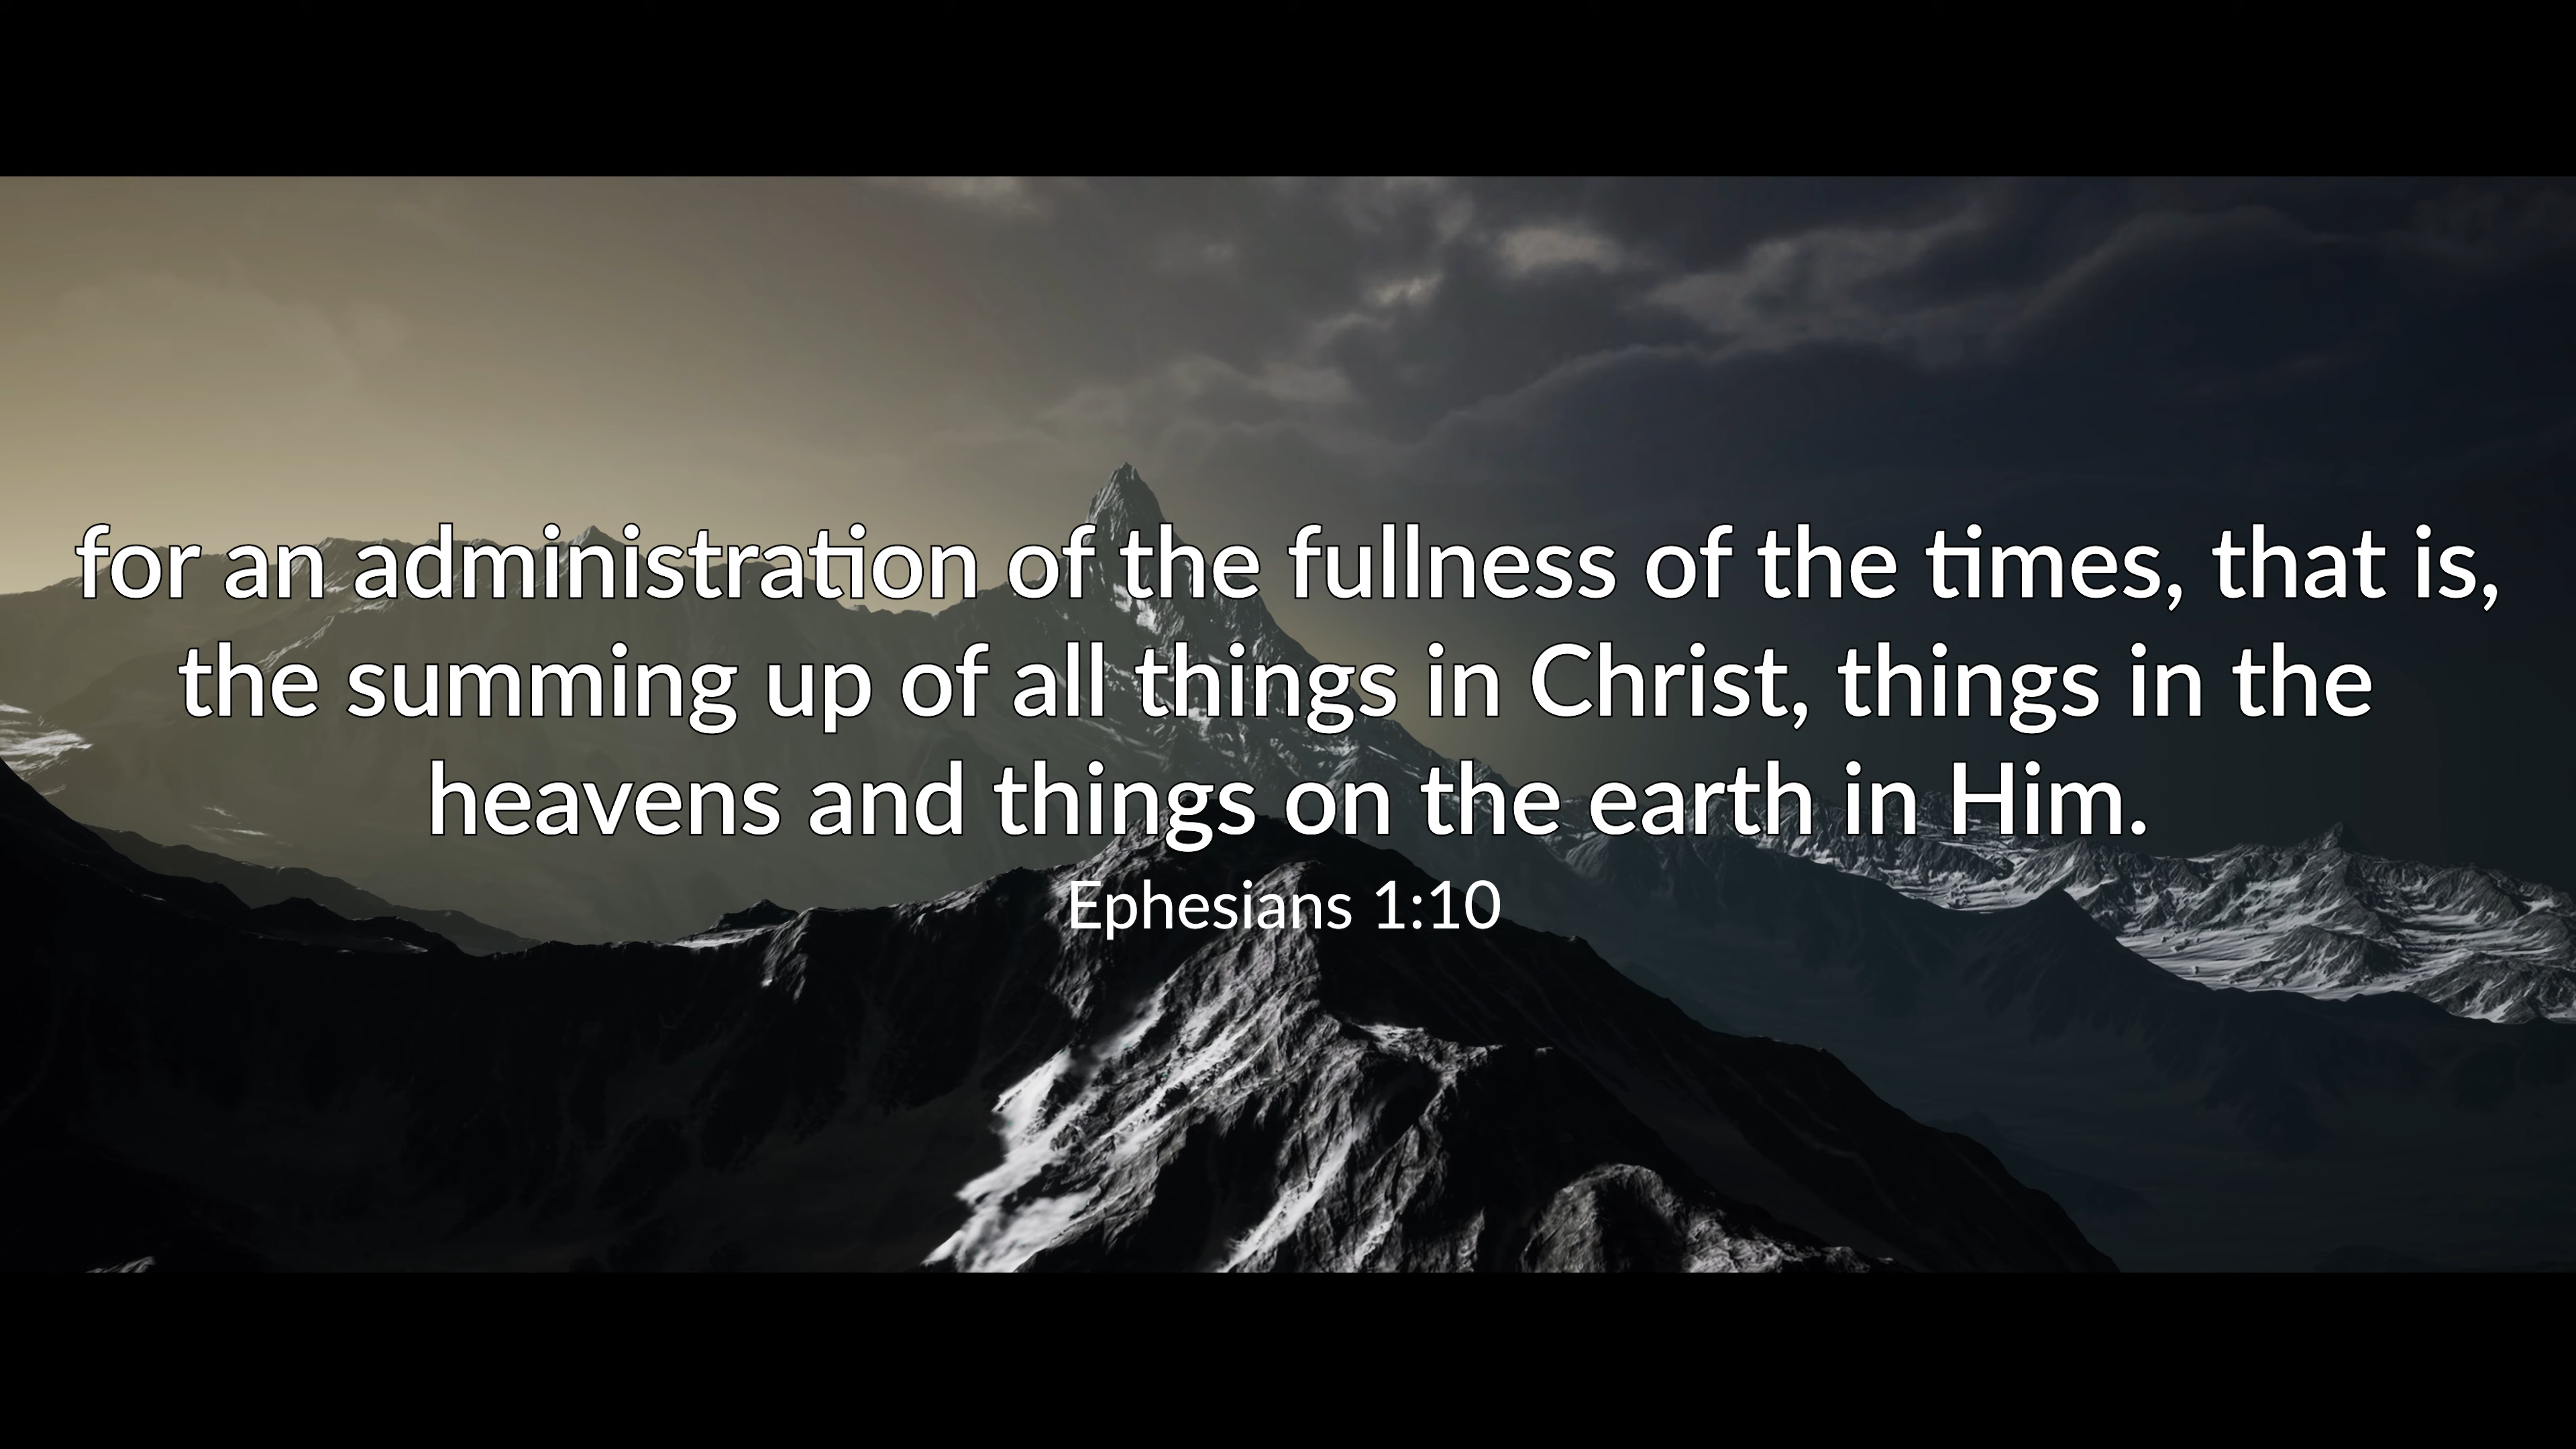 for an administration of the fullness of the times, that is,
the summing up of all things in Christ, things in the
heavens and things on the earth in Him.
Ephesians 1:10